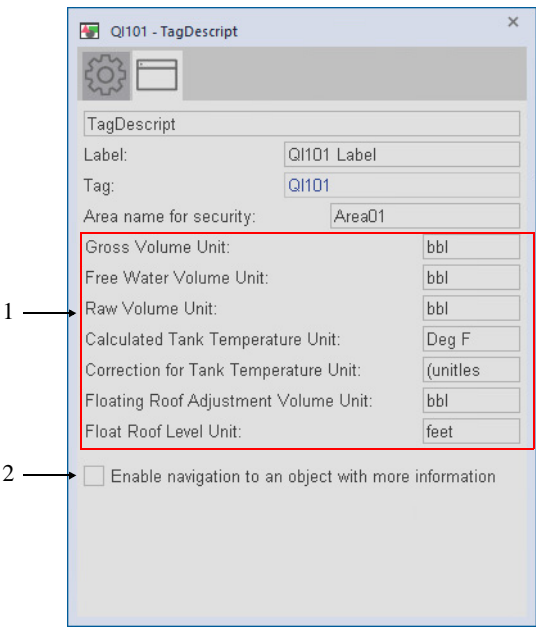 QI101 - TagDescript
TagDescript
Label: QI101 Label
Tag: QI101
Area name for security: Area01
Gross Volume Unit: bbl
Free Water Volume Unit: bbl
1 Raw Volume Unit: bbl
Calculated Tank Temperature Unit: Deg F
Correction for Tank Temperature Unit: (unitles
Floating Roof Adjustment Volume Unit: bbl
Float Roof Level Unit: feet
2 Enable navigation to an object with more information